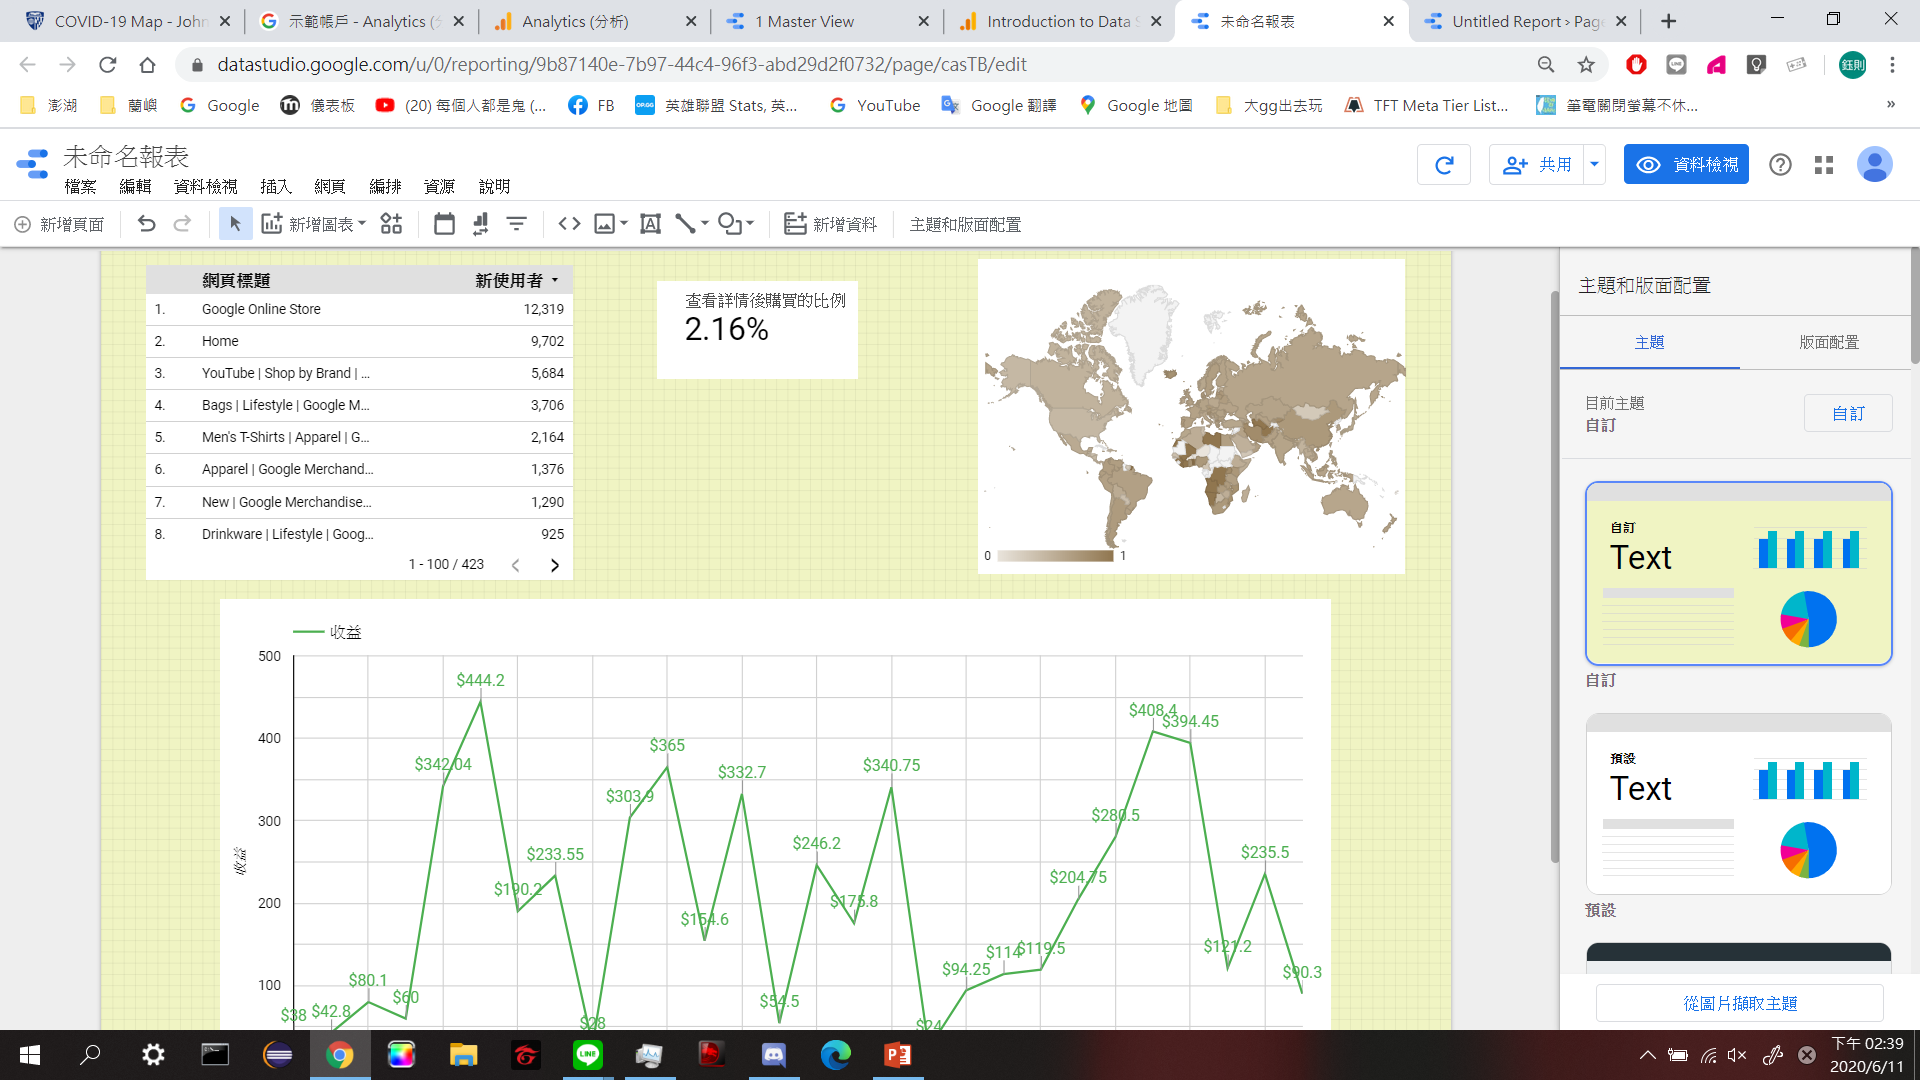 COVID-19 Map - John
示範帳戶 - Analytics (分
Analytics (分析)
1 Master View
Introduction to Data S
未命名報表
Untitled Report › Page
datastudio.google.com/u/0/reporting/9b87140e-7b97-44c4-96f3-abd29d2f0732/page/casTB/edit
鈺則
澎湖
蘭嶼
Google
儀表板
(20) 每個人都是鬼 (...
FB
OP.GG
英雄聯盟 Stats, 英...
YouTube
Google 翻譯
Google 地圖
大gg出去玩
TFT Meta Tier List...
筆電關閉螢幕不休...
»
未命名報表
檔案 編輯 資料檢視 插入 網頁 編排 資源 說明
共用
資料檢視
新增頁面
新增圖表
新增資料
主題和版面配置
網頁標題 新使用者
1. Google Online Store 12,319
2. Home 9,702
3. YouTube | Shop by Brand | ... 5,684
4. Bags | Lifestyle | Google M... 3,706
5. Men's T-Shirts | Apparel | G... 2,164
6. Apparel | Google Merchand... 1,376
7. New | Google Merchandise... 1,290
8. Drinkware | Lifestyle | Goog... 925
1 - 100 / 423
查看詳情後購買的比例
2.16%
0 1
收益
500
400
300
200
100
收益
$38
$42.8
$80.1
$60
$342.04
$444.2
$190.2
$233.55
$28
$303.9
$365
$154.6
$332.7
$54.5
$246.2
$175.8
$340.75
$24
$94.25
$114
$119.5
$204.75
$280.5
$408.4
$394.45
$121.2
$235.5
$90.3
主題和版面配置
主題 版面配置
目前主題
自訂
自訂
自訂
Text
自訂
預設
Text
預設
從圖片擷取主題
LINE
下午 02:39
2020/6/11